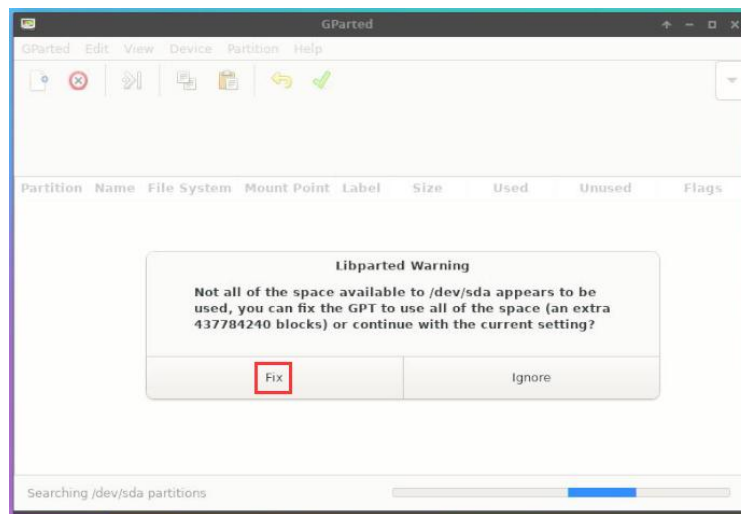 GParted
GParted Edit View Device Partition Help
Partition Name File System Mount Point Label Size Used Unused Flags
Libparted Warning
Not all of the space available to /dev/sda appears to be
used, you can fix the GPT to use all of the space (an extra
437784240 blocks) or continue with the current setting?
Fix Ignore
Searching /dev/sda partitions